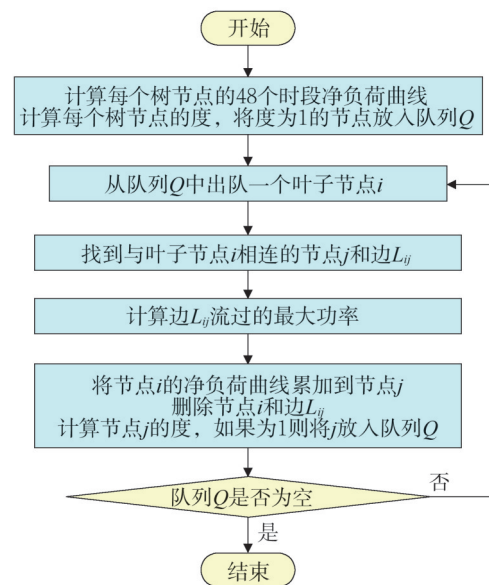 开始
计算每个树节点的48个时段净负荷曲线
计算每个树节点的度，将度为1的节点放入队列Q
从队列Q中出队一个叶子节点i
找到与叶子节点i相连的节点j和边Lij
计算边Lij流过的最大功率
将节点i的净负荷曲线累加到节点j
删除节点i和边Lij
计算节点j的度，如果为1则将j放入队列Q
队列Q是否为空
否
是
结束